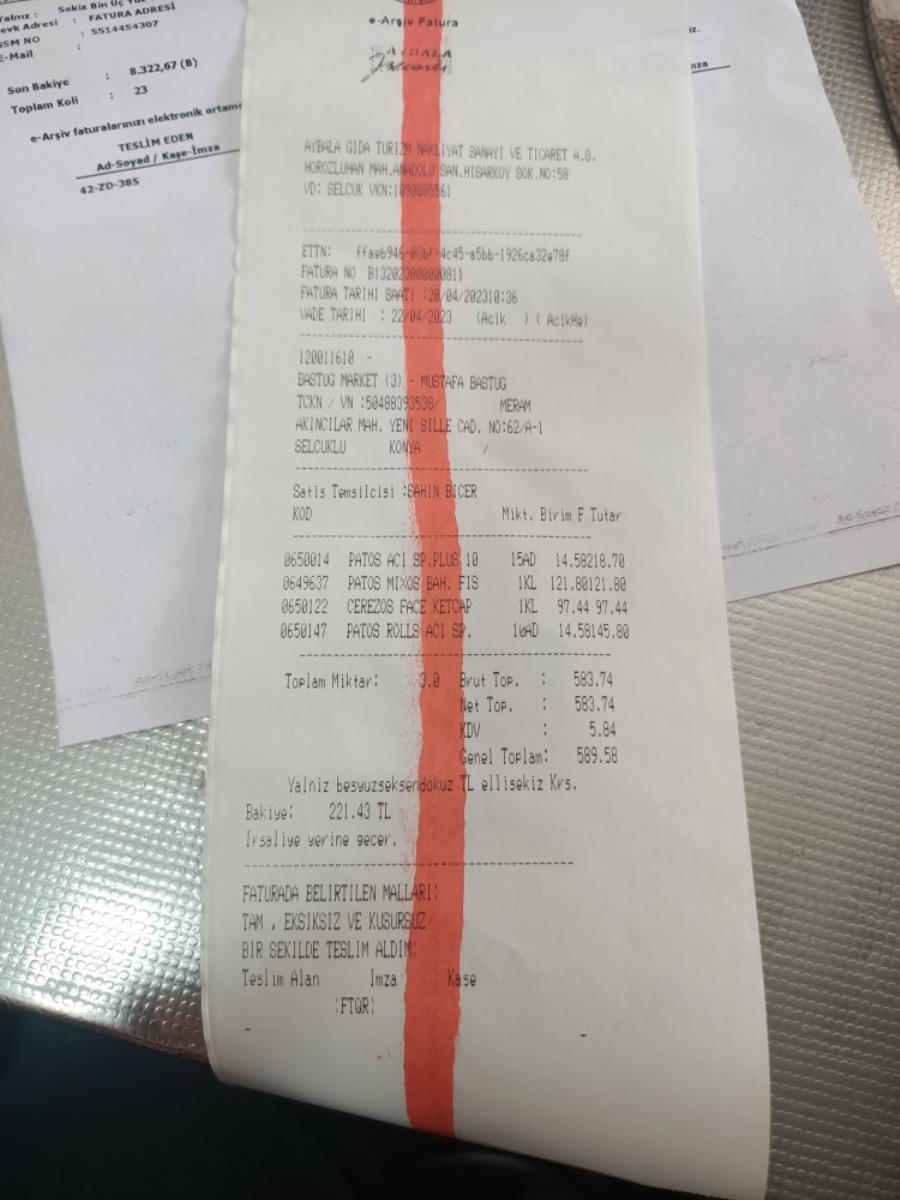 Yalnız : Sekiz Bin Üç Yüz
Sevk Adresi : FATURA ADRESİ
GSM NO : 5514454307
E-Mail :
Son Bakiye : 8.322,67 (B)
Toplam Koli : 23
e-Arşiv faturalarınızı elektronik ortamda
TESLİM EDEN
Ad-Soyad / Kaşe-İmza
42-ZD-385
e-Arşiv Fatura
AYBALA GIDA TURIZM NAKLIYAT SANAYI VE TICARET A.S.
HOROZLUHAN MAH.ANADOLU SAN.HISARKOY SOK.NO:58
VD: SELCUK VKN:1090005561
ETTN: ffaeb946-00bf-4c45-a5bb-1926ca32e78f
FATURA NO B132023000000811
FATURA TARIHI SAATI :20/04/202310:36
VADE TARIHI : 22/04/2023 (Acik ) ( AcikHe)
120011610 -
BASTUG MARKET (3) - MUSTAFA BASTUG
TCKN / VN :50488393538/ MERAM
AKINCILAR MAH. YENI SILLE CAD. NO:62/A-1
SELCUKLU KONYA /
Satis Temsilcisi :SAHIN BICER
KOD Mikt. Birim F Tutar
0650014 PATOS ACI SP.PLUS 10 15AD 14.58218.70
0649637 PATOS MIXOS BAH. FIS 1KL 121.80121.80
0650122 CEREZOS FACE KETCAP 1KL 97.44 97.44
0650147 PATOS ROLLS ACI SP. 10AD 14.58145.80
Toplam Miktar: 3.0 Brut Top. : 583.74
Net Top. : 583.74
KDV : 5.84
Genel Toplam: 589.58
Yalniz besyuzseksendokuz TL ellisekiz Krs.
Bakiye: 221.43 TL
Irsaliye yerine gecer.
FATURADA BELIRTILEN MALLARI
TAM , EKSIKSIZ VE KUSURSUZ
BIR SEKILDE TESLIM ALDIM
Teslim Alan Imza Kase
¦FTQR¦